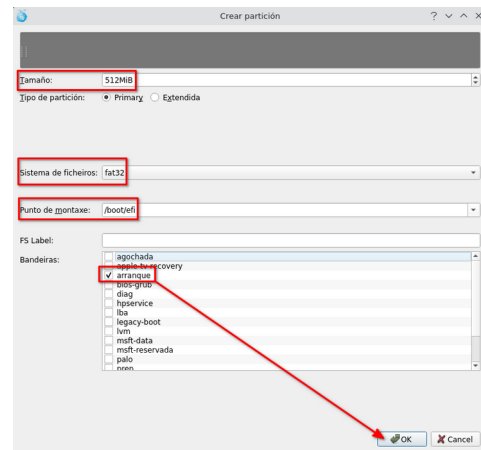 Crear partición
Tamaño: 512MiB
Tipo de partición: Primary Extendida
Sistema de ficheiros: fat32
Punto de montaxe: /boot/efi
FS Label:
Bandeiras: agochada
apple-tv-recovery
arranque
bios-grub
diag
hpservice
lba
legacy-boot
lvm
msft-data
msft-reservada
palo
prep
OK Cancel